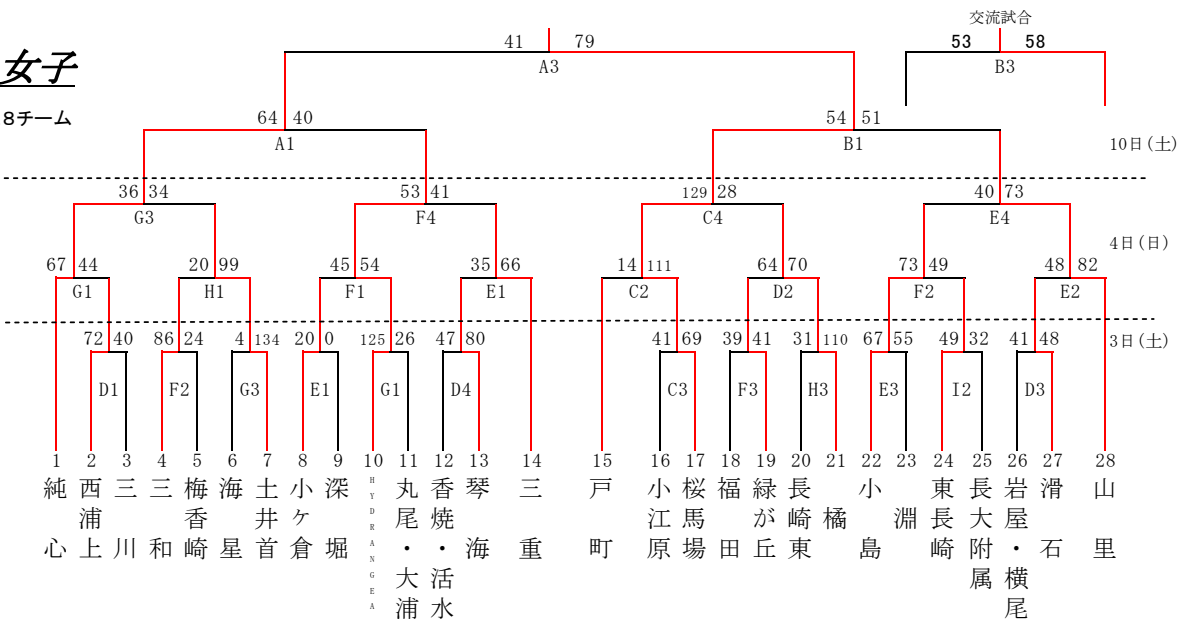 交流試合
41 79
53 58
A3
B3
女子
8チーム
64 40
54 51
A1
B1
10日(土)
36 34
53 41
129 28
40 73
G3
F4
C4
E4
4日(日)
67 44
20 99
45 54
35 66
14 111
64 70
73 49
48 82
G1
H1
F1
E1
C2
D2
F2
E2
72 40
86 24
4 134
20 0
125 26
47 80
41 69
39 41
31 110
67 55
49 32
41 48
3日(土)
D1
F2
G3
E1
G1
D4
C3
F3
H3
E3
I2
D3
1 純心
2 西浦上
3 三川
4 三和
5 梅香崎
6 海星
7 土井首
8 小ケ倉
9 深堀
10 HYDRANGEA
11 丸尾・大浦
12 香焼・活水
13 琴海
14 三重
15 戸町
16 小江原
17 桜馬場
18 福田
19 緑が丘
20 長崎東
21 橘
22 小島
23 淵
24 東長崎
25 長大附属
26 岩屋・横尾
27 滑石
28 山里